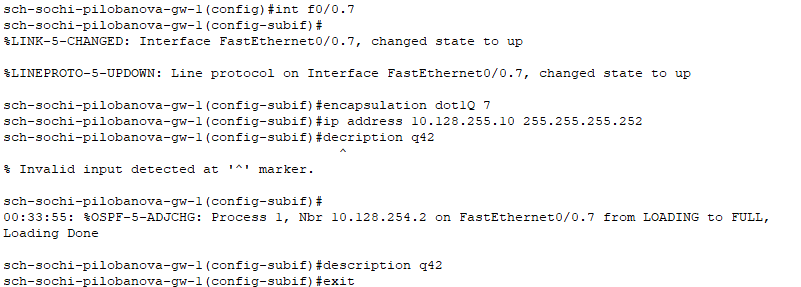 sch-sochi-pilobanova-gw-1(config)#int f0/0.7
sch-sochi-pilobanova-gw-1(config-subif)#
%LINK-5-CHANGED: Interface FastEthernet0/0.7, changed state to up
%LINEPROTO-5-UPDOWN: Line protocol on Interface FastEthernet0/0.7, changed state to up
sch-sochi-pilobanova-gw-1(config-subif)#encapsulation dot1Q 7
sch-sochi-pilobanova-gw-1(config-subif)#ip address 10.128.255.10 255.255.255.252
sch-sochi-pilobanova-gw-1(config-subif)#decription q42
^
% Invalid input detected at '^' marker.
sch-sochi-pilobanova-gw-1(config-subif)#
00:33:55: %OSPF-5-ADJCHG: Process 1, Nbr 10.128.254.2 on FastEthernet0/0.7 from LOADING to FULL,
Loading Done
sch-sochi-pilobanova-gw-1(config-subif)#description q42
sch-sochi-pilobanova-gw-1(config-subif)#exit